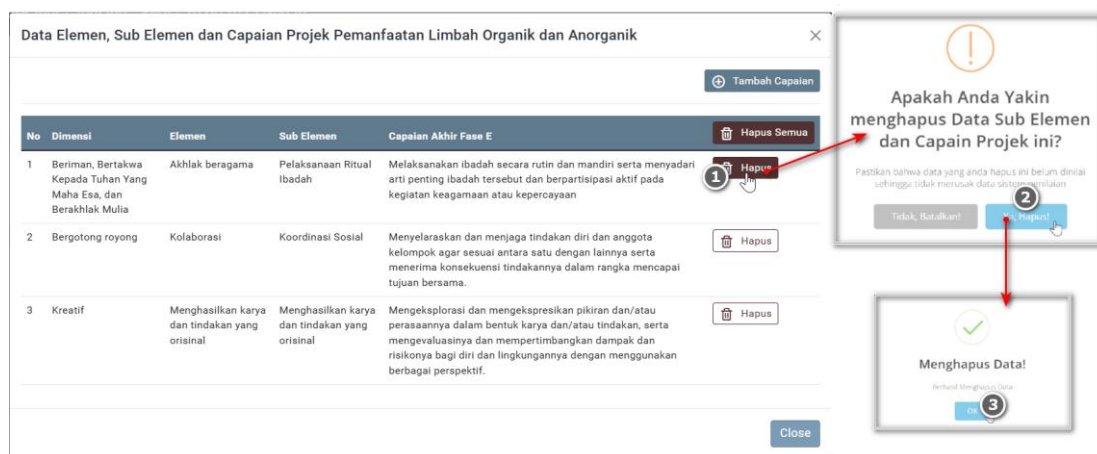 Data Elemen, Sub Elemen dan Capaian Projek Pemanfaatan Limbah Organik dan Anorganik
Tambah Capaian
No Dimensi Elemen Sub Elemen Capaian Akhir Fase E Hapus Semua
1 Beriman, Bertakwa Akhlak beragama Pelaksanaan Ritual Melaksanakan ibadah secara rutin dan mandiri serta menyadari Hapus
Kepada Tuhan Yang Ibadah arti penting ibadah tersebut dan berpartisipasi aktif pada
Maha Esa, dan kegiatan keagamaan atau kepercayaan
Berakhlak Mulia
1
2 Bergotong royong Kolaborasi Koordinasi Sosial Menyelaraskan dan menjaga tindakan diri dan anggota Hapus
kelompok agar sesuai antara satu dengan lainnya serta
menerima konsekuensi tindakannya dalam rangka mencapai
tujuan bersama.
3 Kreatif Menghasilkan karya Menghasilkan karya Mengeksplorasi dan mengekspresikan pikiran dan/atau Hapus
dan tindakan yang dan tindakan yang perasaannya dalam bentuk karya dan/atau tindakan, serta
orisinal orisinal mengevaluasinya dan mempertimbangkan dampak dan
risikonya bagi diri dan lingkungannya dengan menggunakan
berbagai perspektif.
Close
Apakah Anda Yakin
menghapus Data Sub Elemen
dan Capain Projek ini?
Pastikan bahwa data yang anda hapus ini belum dinilai
sehingga tidak merusak data sistem penilaian
2
Tidak, Batalkan! Ya, Hapus!
Menghapus Data!
Berhasil Menghapus Data
OK 3